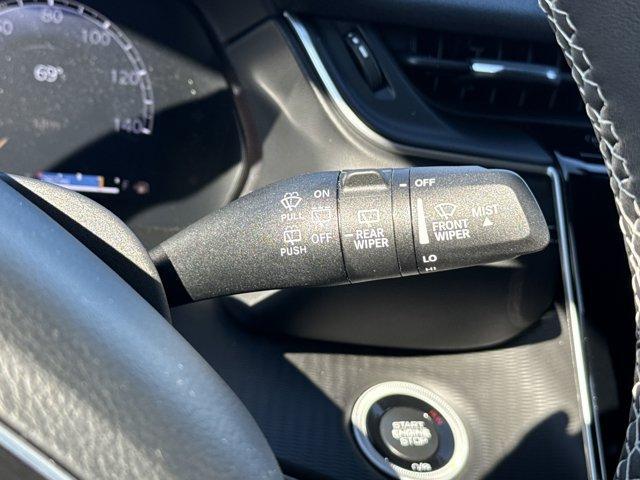 60
80
100
120
140
69°
PULL
PUSH
ON
OFF
REAR
WIPER
OFF
FRONT
WIPER
MIST
LO
HI
START
ENGINE
STOP